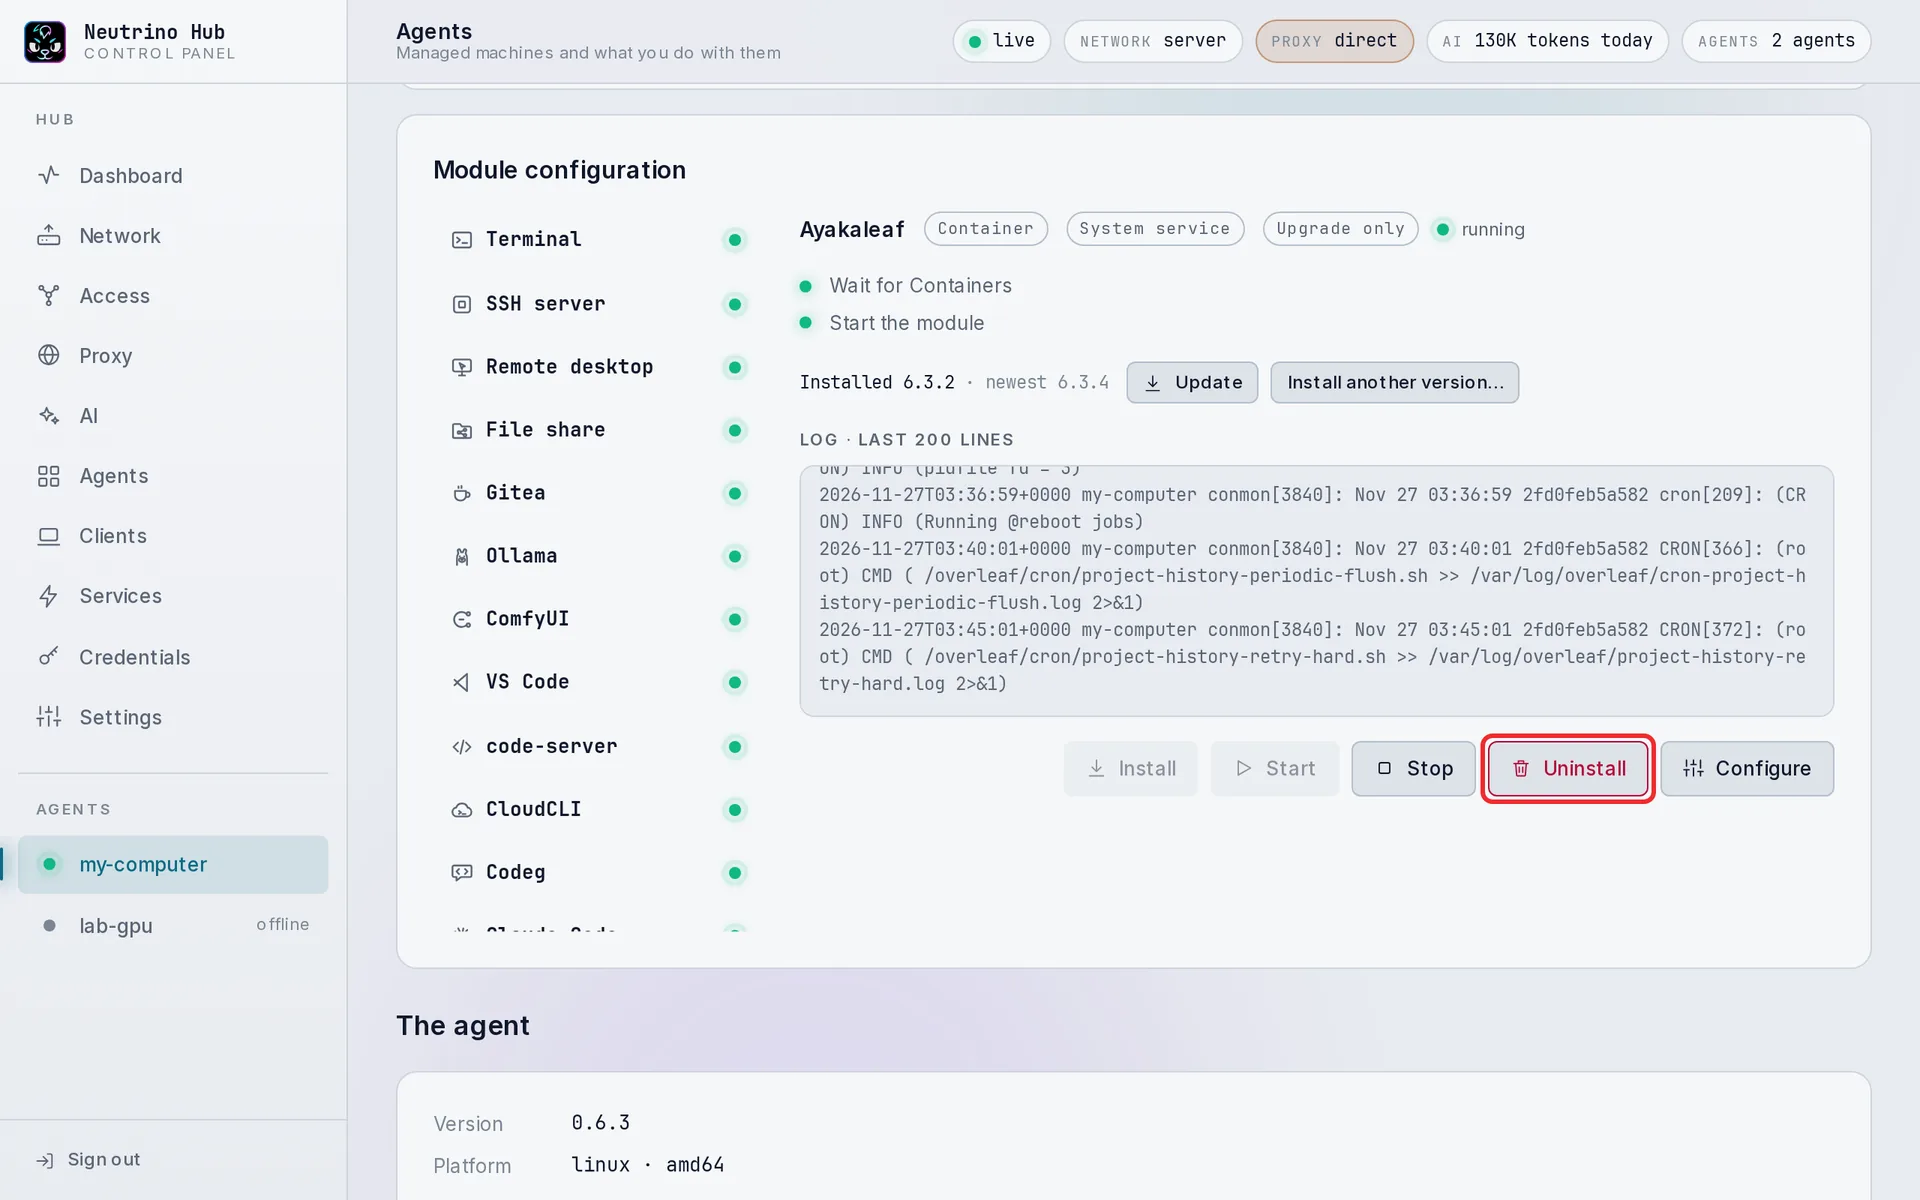 Neutrino Hub
CONTROL PANEL
Agents
Managed machines and what you do with them
live
NETWORK server
PROXY direct
AI 130K tokens today
AGENTS 2 agents
HUB
Dashboard
Network
Access
Proxy
AI
Agents
Clients
Services
Credentials
Settings
AGENTS
my-computer
lab-gpu offline
Sign out
Module configuration
Terminal
SSH server
Remote desktop
File share
Gitea
Ollama
ComfyUI
VS Code
code-server
CloudCLI
Codeg
Claude Code
Ayakaleaf Container System service Upgrade only running
Wait for Containers
Start the module
Installed 6.3.2 · newest 6.3.4 Update Install another version...
LOG · LAST 200 LINES
ON) INFO (pidfile fd = 3)
2026-11-27T03:36:59+0000 my-computer conmon[3840]: Nov 27 03:36:59 2fd0feb5a582 cron[209]: (CR
ON) INFO (Running @reboot jobs)
2026-11-27T03:40:01+0000 my-computer conmon[3840]: Nov 27 03:40:01 2fd0feb5a582 CRON[366]: (ro
ot) CMD ( /overleaf/cron/project-history-periodic-flush.sh >> /var/log/overleaf/cron-project-h
istory-periodic-flush.log 2>&1)
2026-11-27T03:45:01+0000 my-computer conmon[3840]: Nov 27 03:45:01 2fd0feb5a582 CRON[372]: (ro
ot) CMD ( /overleaf/cron/project-history-retry-hard.sh >> /var/log/overleaf/project-history-re
try-hard.log 2>&1)
Install Start Stop Uninstall Configure
The agent
Version 0.6.3
Platform linux · amd64